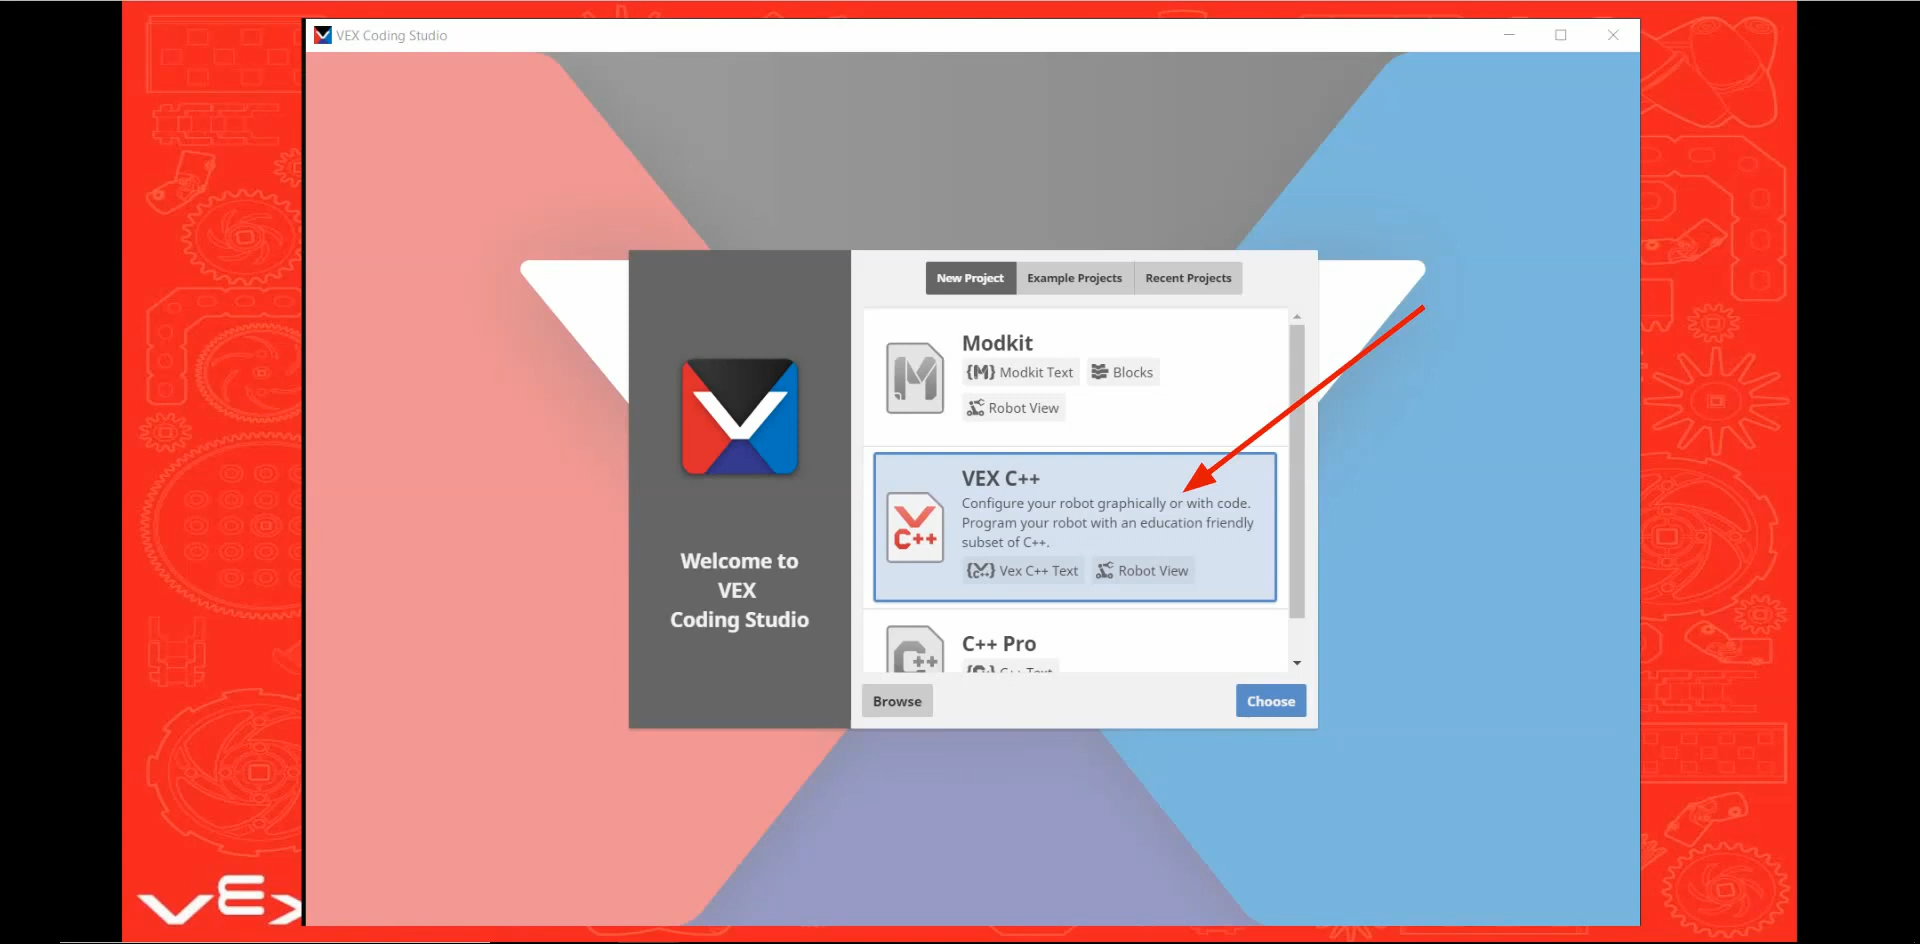 VEX Coding Studio
New Project
Example Projects
Recent Projects
Modkit
{M} Modkit Text
Blocks
Robot View
VEX C++
Configure your robot graphically or with code.
Program your robot with an education friendly
subset of C++.
Vex C++ Text
Robot View
C++
C++ Pro
C++ Text
Welcome to
VEX
Coding Studio
Browse
Choose
VEX